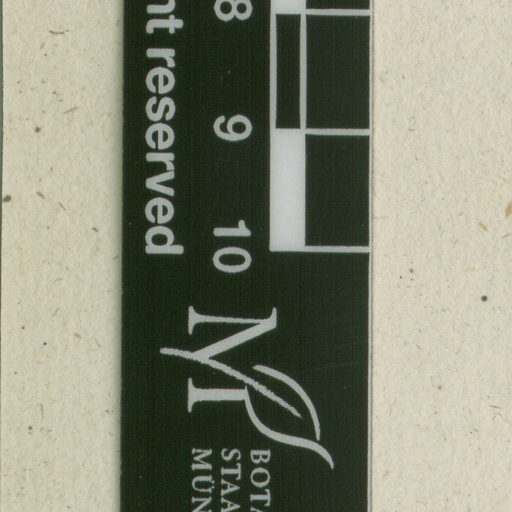 nt reserved
8 9 10
M
BOTA
STAA
MÜN